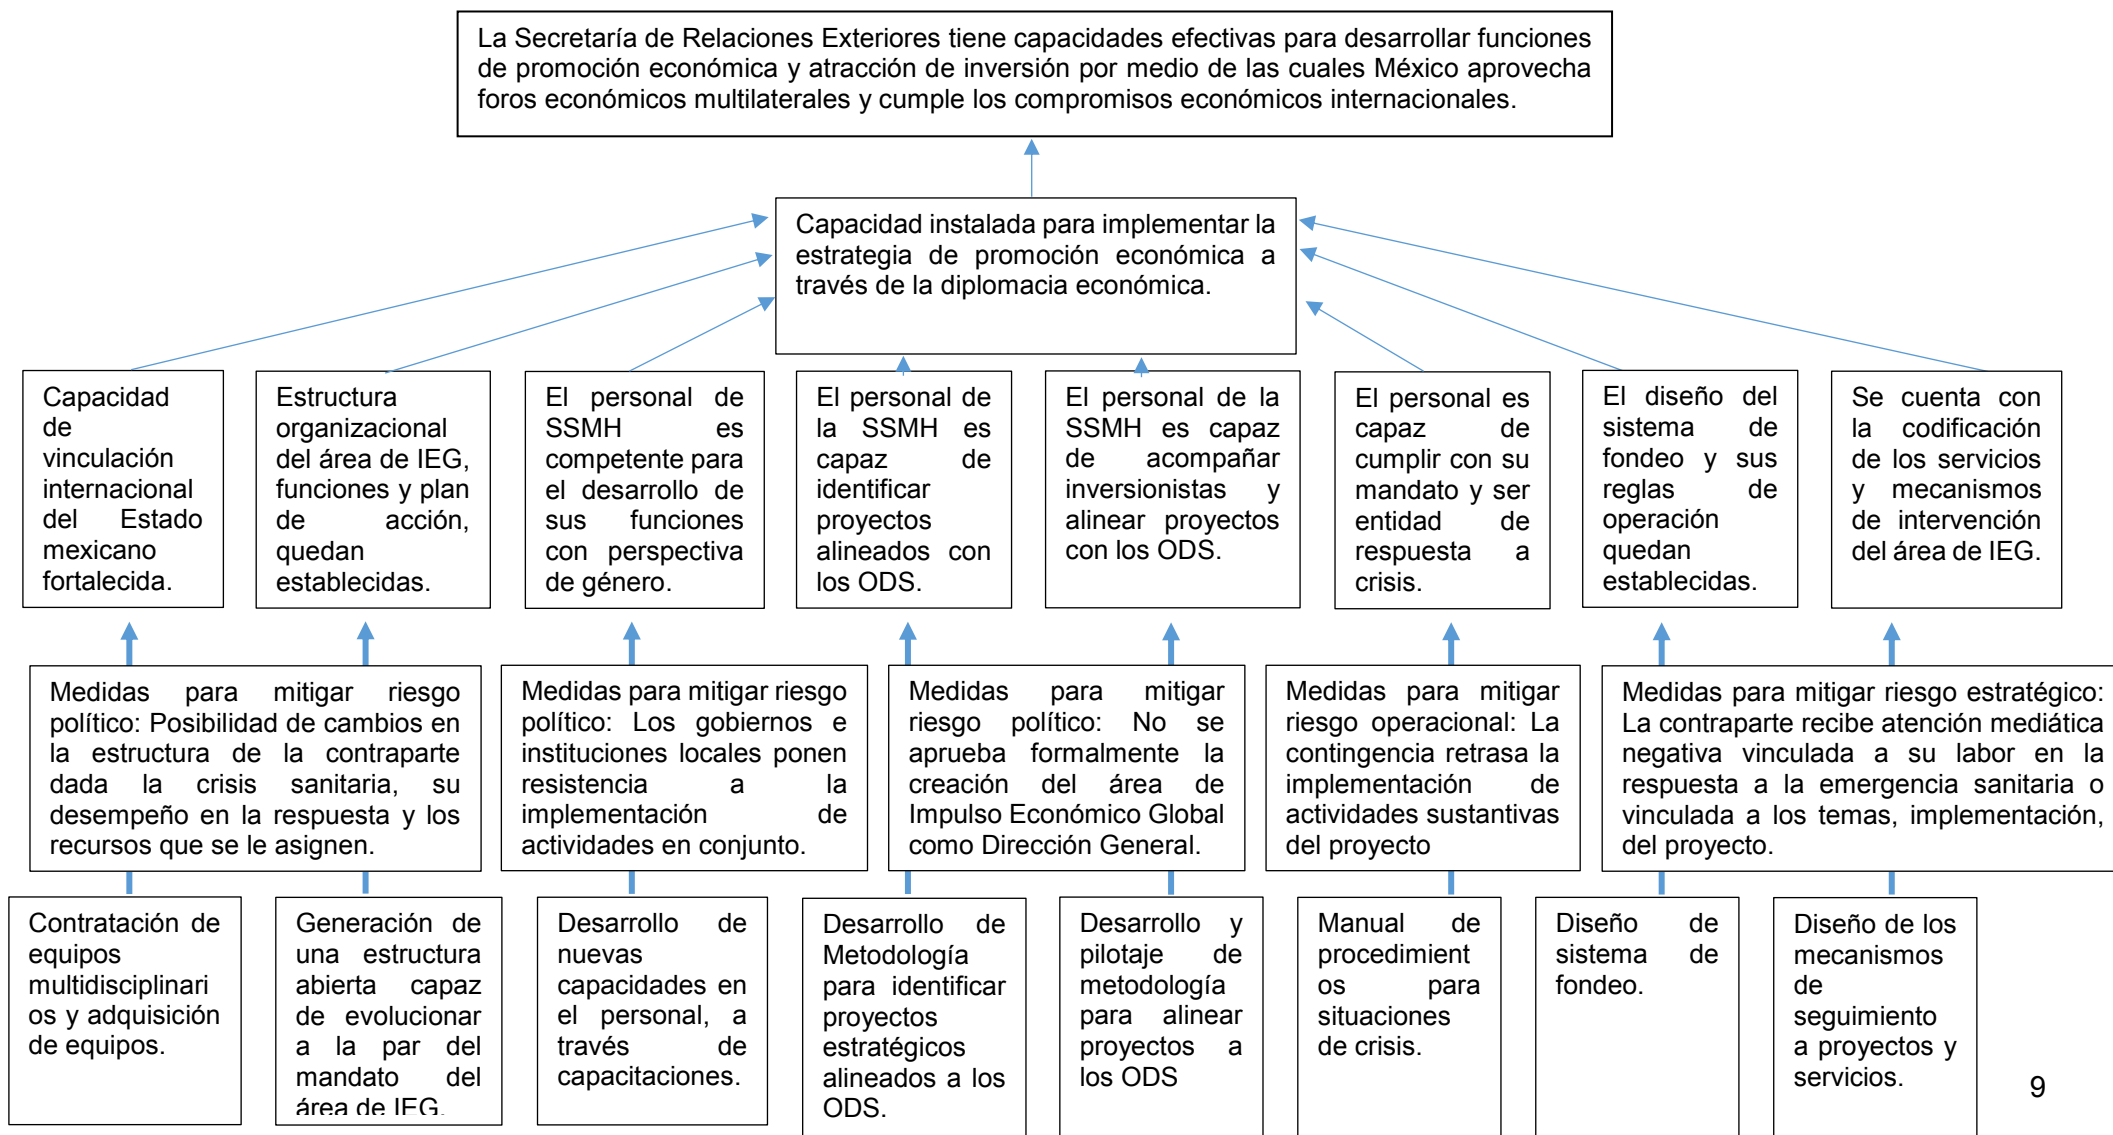 La Secretaría de Relaciones Exteriores tiene capacidades efectivas para desarrollar funciones
de promoción económica y atracción de inversión por medio de las cuales México aprovecha
foros económicos multilaterales y cumple los compromisos económicos internacionales.
Capacidad instalada para implementar la
estrategia de promoción económica a
través de la diplomacia económica.
Capacidad
de
vinculación
internacional
del Estado
mexicano
fortalecida.
Estructura
organizacional
del área de IEG,
funciones y plan
de acción,
quedan
establecidas.
El personal de
SSMH es
competente para
el desarrollo de
sus funciones
con perspectiva
de género.
El personal de
la SSMH es
capaz de
identificar
proyectos
alineados con
los ODS.
El personal de la
SSMH es capaz
de acompañar
inversionistas y
alinear proyectos
con los ODS.
El personal es
capaz de
cumplir con su
mandato y ser
entidad de
respuesta a
crisis.
El diseño del
sistema de
fondeo y sus
reglas de
operación
quedan
establecidas.
Se cuenta con
la codificación
de los servicios
y mecanismos
de intervención
del área de IEG.
Medidas para mitigar riesgo
político: Posibilidad de cambios en
la estructura de la contraparte
dada la crisis sanitaria, su
desempeño en la respuesta y los
recursos que se le asignen.
Medidas para mitigar riesgo
político: Los gobiernos e
instituciones locales ponen
resistencia a la
implementación de
actividades en conjunto.
Medidas para mitigar
riesgo político: No se
aprueba formalmente la
creación del área de
Impulso Económico Global
como Dirección General.
Medidas para mitigar
riesgo operacional: La
contingencia retrasa la
implementación de
actividades sustantivas
del proyecto
Medidas para mitigar riesgo estratégico:
La contraparte recibe atención mediática
negativa vinculada a su labor en la
respuesta a la emergencia sanitaria o
vinculada a los temas, implementación,
del proyecto.
Contratación de
equipos
multidisciplinari
os y adquisición
de equipos.
Generación de
una estructura
abierta capaz
de evolucionar
a la par del
mandato del
área de IEG.
Desarrollo de
nuevas
capacidades en
el personal, a
través de
capacitaciones.
Desarrollo de
Metodología
para identificar
proyectos
estratégicos
alineados a los
ODS.
Desarrollo y
pilotaje de
metodología
para alinear
proyectos a
los ODS
Manual de
procedimient
os para
situaciones
de crisis.
Diseño de
sistema de
fondeo.
Diseño de los
mecanismos
de
seguimiento
a proyectos y
servicios.
9